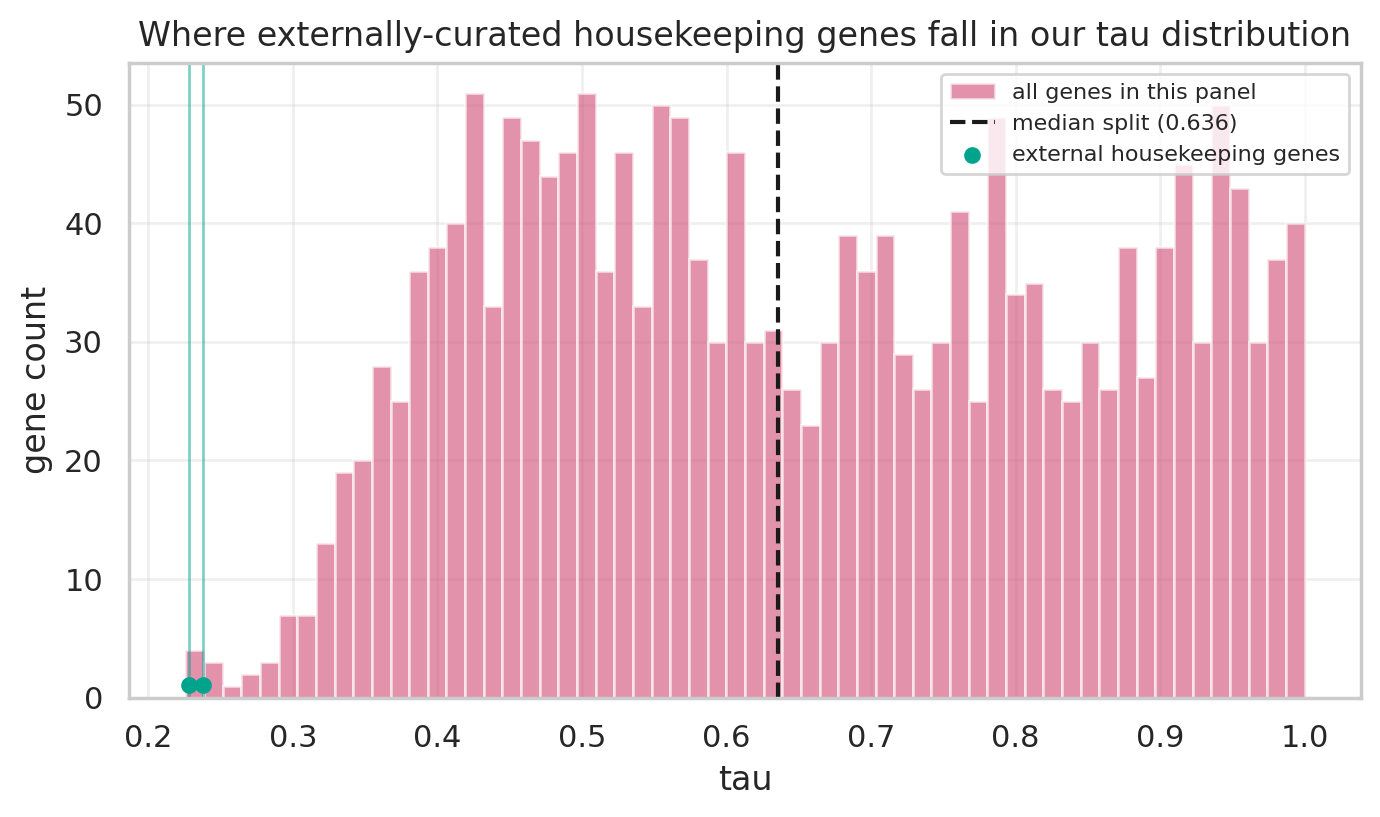 Where externally-curated housekeeping genes fall in our tau distribution
all genes in this panel
median split (0.636)
external housekeeping genes
gene count
50
40
30
20
10
0
0.2 0.3 0.4 0.5 0.6 0.7 0.8 0.9 1.0
tau